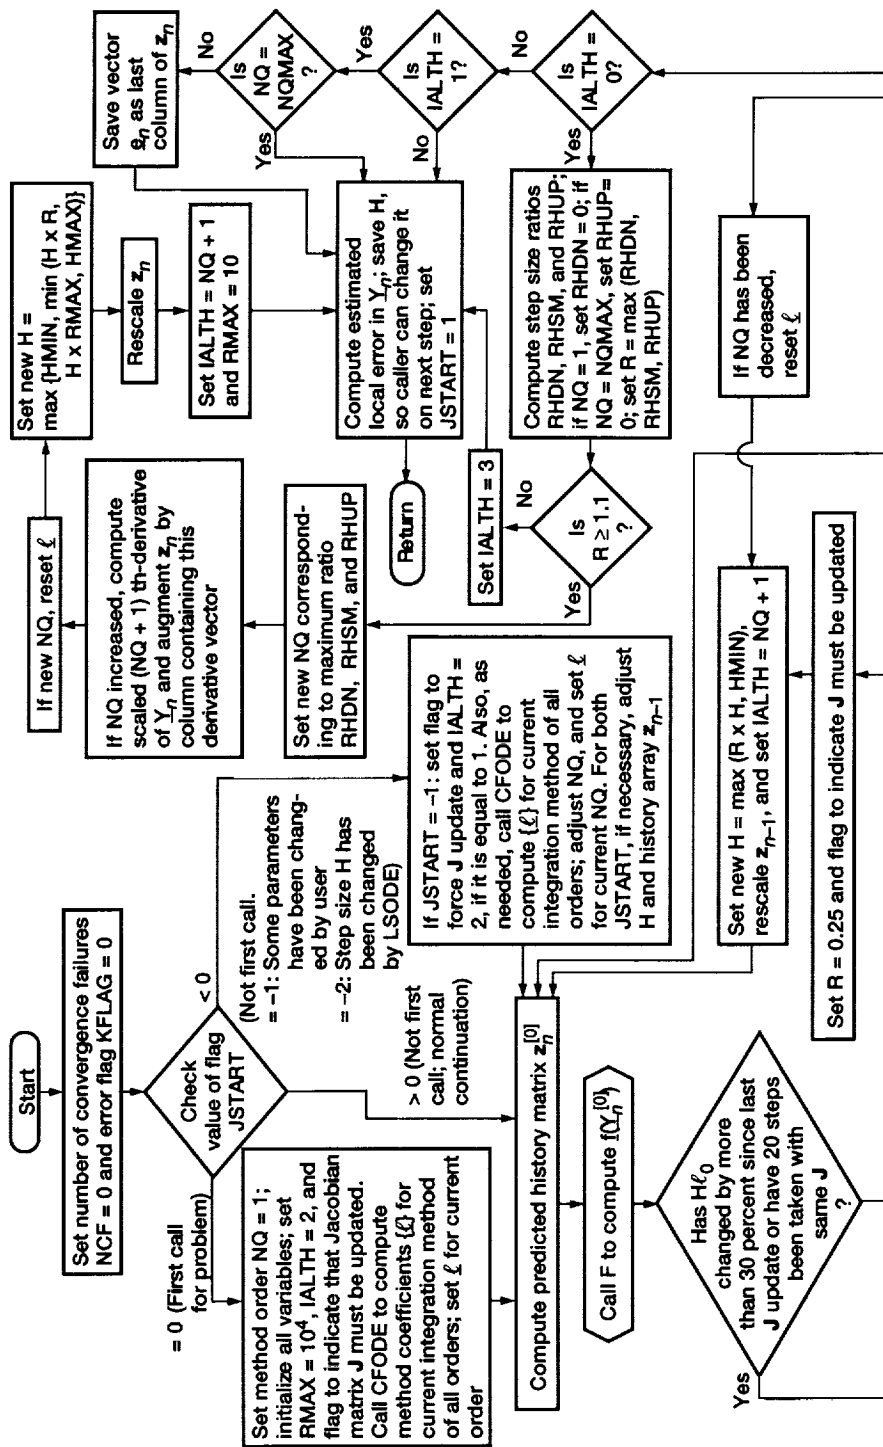 Start
Set number of convergence failures
NCF = 0 and error flag KFLAG = 0
Check
value of flag
JSTART
= 0 (First call
for problem)
< 0
(Not first call.
= −1: Some parameters
have been chang-
ed by user
= −2: Step size H has
been changed
by LSODE)
> 0 (Not first
call; normal
continuation)
Set method order NQ = 1;
initialize all variables; set
RMAX = 10⁴, IALTH = 2, and
flag to indicate that Jacobian
matrix J must be updated.
Call CFODE to compute
method coefficients {ℓ} for
current integration method
of all orders; set ℓ for current
order
If JSTART = −1: set flag to
force J update and IALTH =
2, if it is equal to 1. Also, as
needed, call CFODE to
compute {ℓ} for current
integration method of all
orders; adjust NQ, and set ℓ
for current NQ. For both
JSTART, if necessary, adjust
H and history array zₙ₋₁
Compute predicted history matrix zₙ[0]
Call F to compute f(Yₙ[0])
Has Hℓ₀
changed by more
than 30 percent since last
J update or have 20 steps
been taken with
same J
?
Yes
If new NQ, reset ℓ
If NQ increased, compute
scaled (NQ + 1) th-derivative
of Yₙ and augment zₙ by
column containing this
derivative vector
Set new NQ correspond-
ing to maximum ratio
RHDN, RHSM, and RHUP
Yes
Is
R ≥ 1.1
?
No
Set IALTH = 3
Return
Set new H =
max {HMIN, min (H x R,
H x RMAX, HMAX)}
Rescale zₙ
Set IALTH = NQ + 1
and RMAX = 10
Compute estimated
local error in Yₙ; save H,
so caller can change it
on next step; set
JSTART = 1
Compute step size ratios
RHDN, RHSM, and RHUP;
if NQ = 1, set RHDN = 0; if
NQ = NQMAX, set RHUP=
0; set R = max (RHDN,
RHSM, RHUP)
Save vector
eₙ as last
column of zₙ
No
Is
NQ =
NQMAX
?
Yes
Yes
Is
IALTH =
1?
No
No
Is
IALTH =
0?
Yes
If NQ has been
decreased,
reset ℓ
Set new H = max (R x H, HMIN),
rescale zₙ₋₁, and set IALTH = NQ + 1
Set R = 0.25 and flag to indicate J must be updated